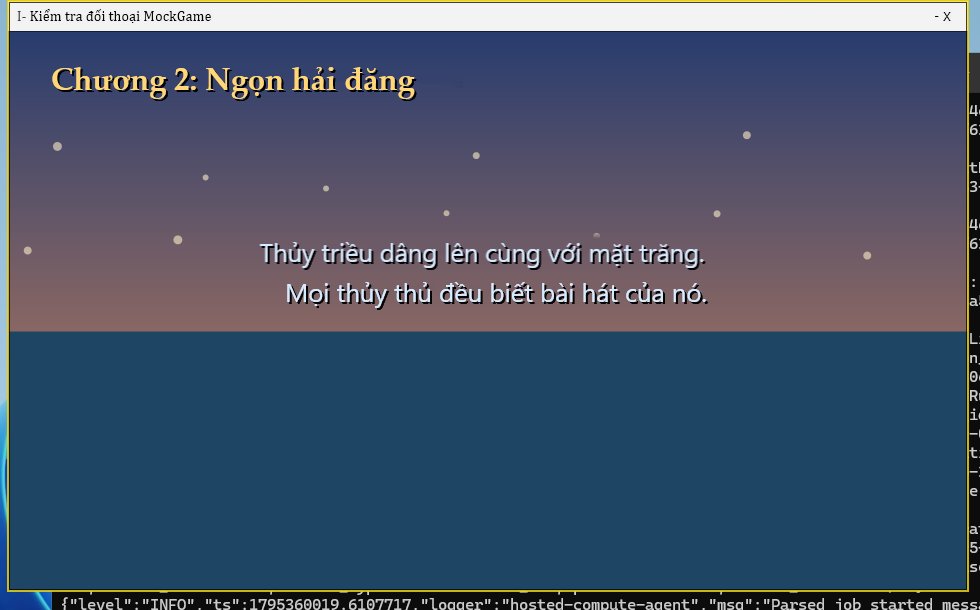 I- Kiểm tra đối thoại MockGame
- X
Chương 2: Ngọn hải đăng
Thủy triều dâng lên cùng với mặt trăng.
Mọi thủy thủ đều biết bài hát của nó.
{"level":"INFO","ts":1795360019.6107717,"logger":"hosted-compute-agent","msg":"Parsed job started mes